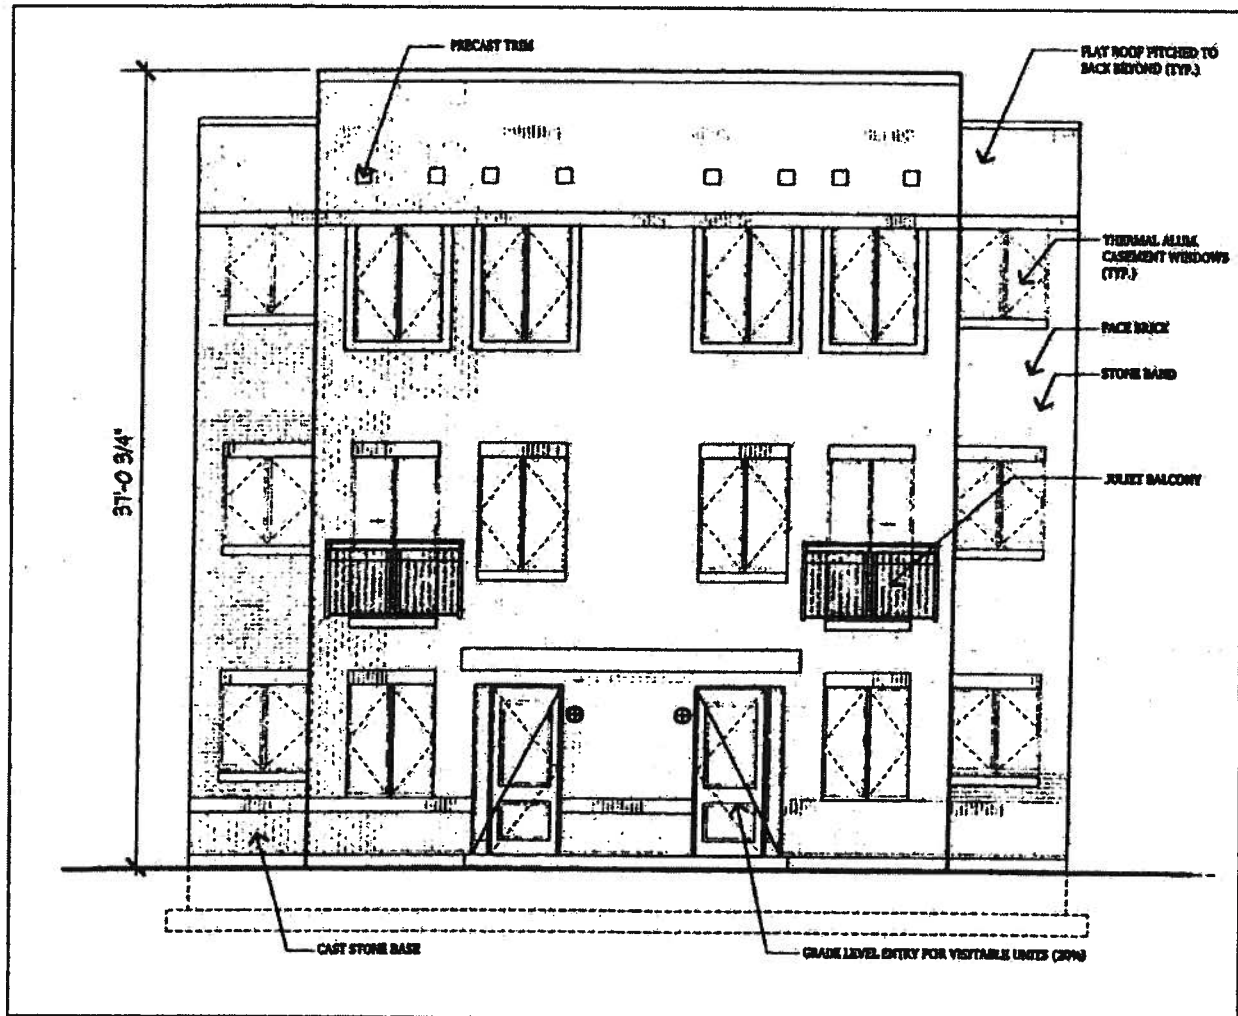 PRECAST TRIM
FLAT ROOF PITCHED TO
BACK BEYOND (TYP.)
THERMAL ALUM.
CASEMENT WINDOWS
(TYP.)
FACE BRICK
STONE BAND
37'-0 3/4"
JULIET BALCONY
CAST STONE BASE
GRADE LEVEL ENTRY FOR VISITABLE UNITS (20%)